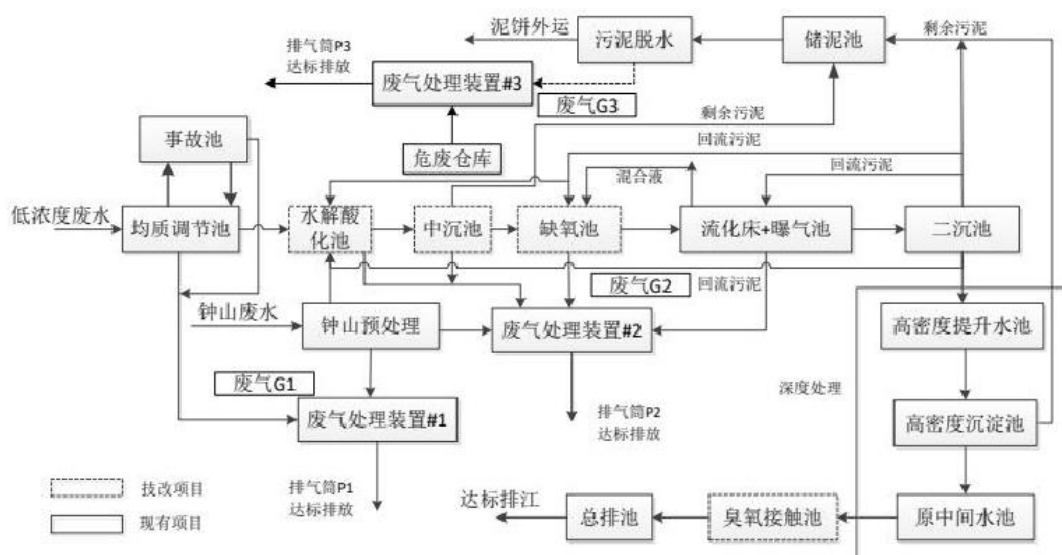 泥饼外运
污泥脱水
储泥池
剩余污泥
排气筒P3
达标排放
废气处理装置#3
废气G3
剩余污泥
事故池
危废仓库
回流污泥
回流污泥
混合液
低浓度废水
均质调节池
水解酸
化池
中沉池
缺氧池
流化床+曝气池
二沉池
废气G2
回流污泥
钟山废水
钟山预处理
废气处理装置#2
高密度提升水池
废气G1
深度处理
废气处理装置#1
排气筒P2
达标排放
高密度沉淀池
技改项目
排气筒P1
达标排放
现有项目
达标排江
总排池
臭氧接触池
原中间水池